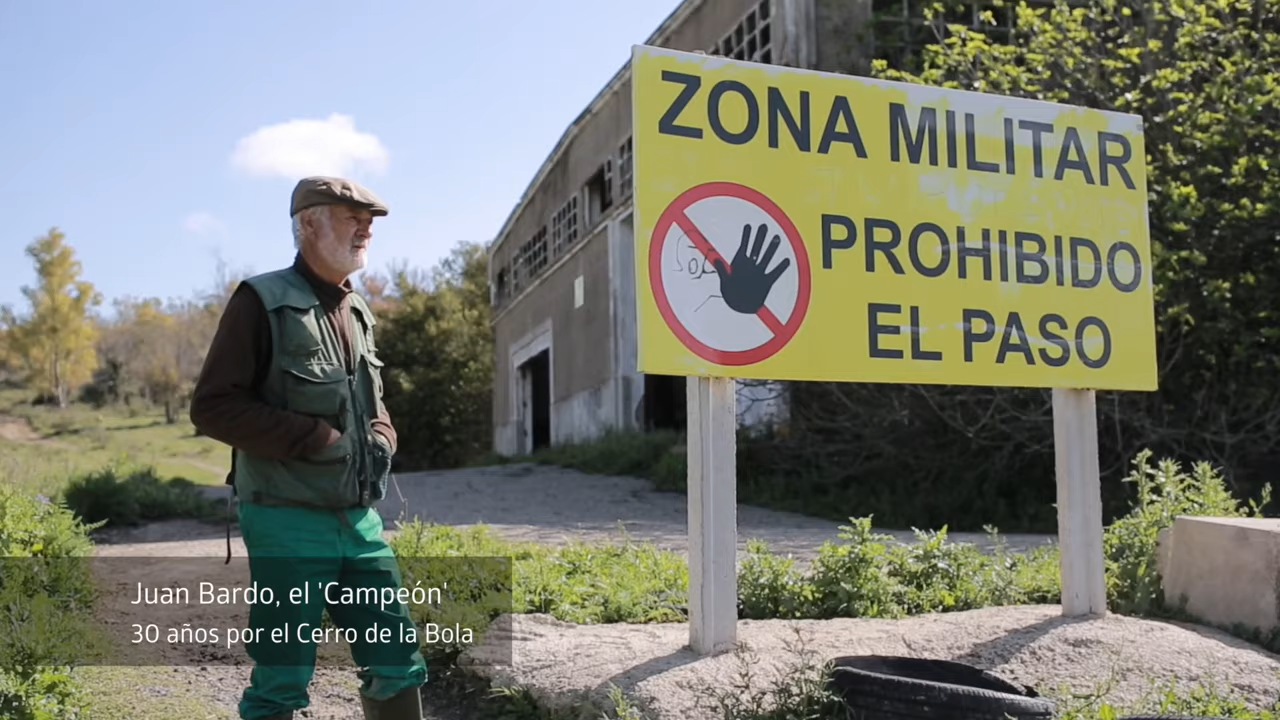 ZONA MILITAR
PROHIBIDO
EL PASO
Juan Bardo, el 'Campeón'
30 años por el Cerro de la Bola